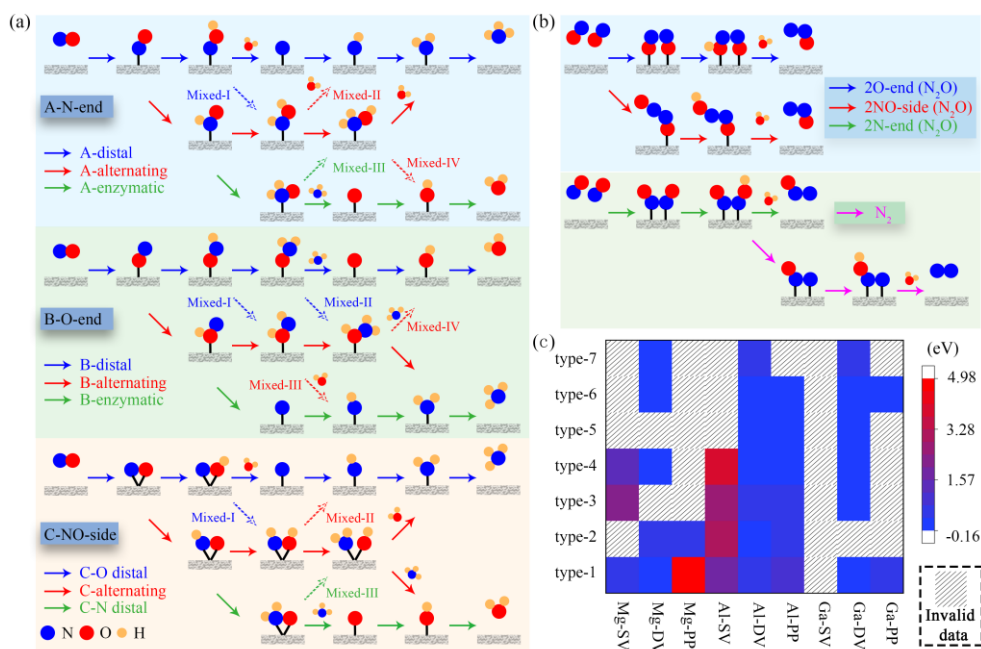 (a)
A-N-end
Mixed-I
Mixed-II
A-distal
A-alternating
A-enzymatic
Mixed-III
Mixed-IV
B-O-end
Mixed-I
Mixed-II
Mixed-IV
B-distal
B-alternating
B-enzymatic
Mixed-III
C-NO-side
Mixed-I
Mixed-II
C-O distal
C-alternating
C-N distal
Mixed-III
N O H
(b)
2O-end (N₂O)
2NO-side (N₂O)
2N-end (N₂O)
N₂
(c)
(eV)
type-7
type-6
type-5
type-4
type-3
type-2
type-1
4.98
3.28
1.57
-0.16
Mg-SV
Mg-DV
Mg-PP
Al-SV
Al-DV
Al-PP
Ga-SV
Ga-DV
Ga-PP
Invalid
data